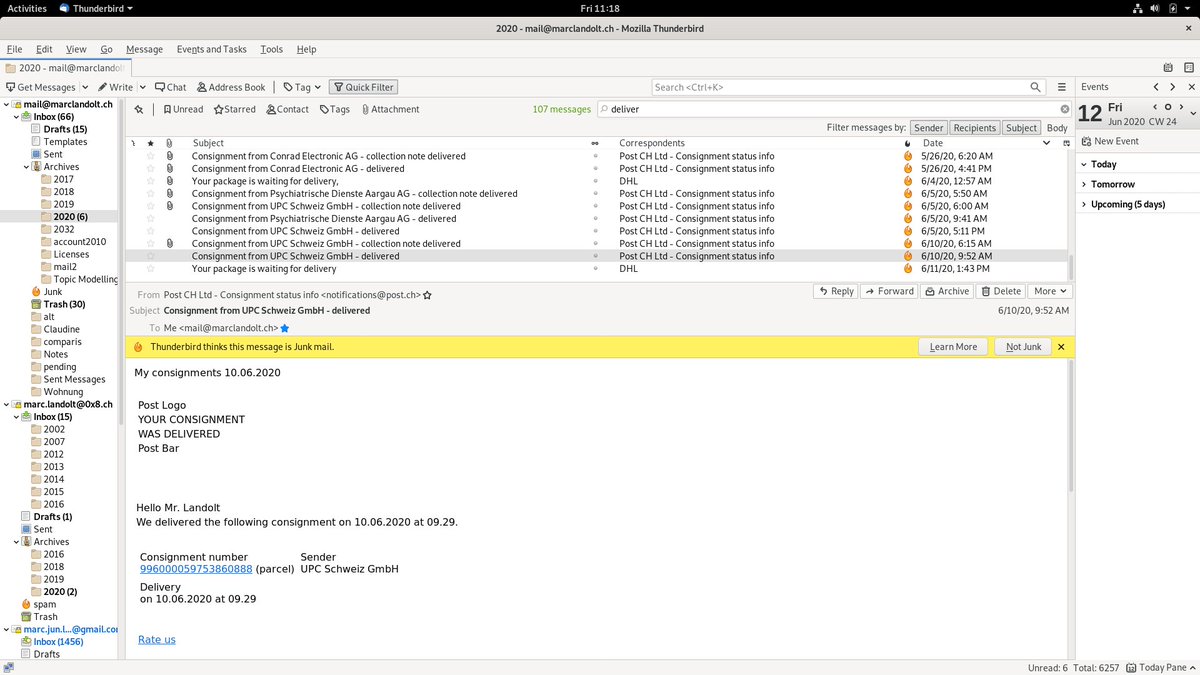 Activities Thunderbird Fri 11:18
2020 - mail@marclandolt.ch - Mozilla Thunderbird
File Edit View Go Message Events and Tasks Tools Help
2020 - mail@marclandolt
Get Messages Write Chat Address Book Tag Quick Filter Search <Ctrl+K>
Unread Starred Contact Tags Attachment 107 messages deliver
Filter messages by: Sender Recipients Subject Body
Subject Correspondents Date
Consignment from Conrad Electronic AG - collection note delivered Post CH Ltd - Consignment status info 5/26/20, 6:20 AM
Consignment from Conrad Electronic AG - delivered Post CH Ltd - Consignment status info 5/26/20, 4:41 PM
Your package is waiting for delivery, DHL 6/4/20, 12:57 AM
Consignment from Psychiatrische Dienste Aargau AG - collection note delivered Post CH Ltd - Consignment status info 6/5/20, 5:50 AM
Consignment from UPC Schweiz GmbH - collection note delivered Post CH Ltd - Consignment status info 6/5/20, 6:00 AM
Consignment from Psychiatrische Dienste Aargau AG - delivered Post CH Ltd - Consignment status info 6/5/20, 9:41 AM
Consignment from UPC Schweiz GmbH - delivered Post CH Ltd - Consignment status info 6/5/20, 5:11 PM
Consignment from UPC Schweiz GmbH - collection note delivered Post CH Ltd - Consignment status info 6/10/20, 6:15 AM
Consignment from UPC Schweiz GmbH - delivered Post CH Ltd - Consignment status info 6/10/20, 9:52 AM
Your package is waiting for delivery DHL 6/11/20, 1:43 PM
mail@marclandolt.ch
Inbox (66)
Drafts (15)
Templates
Sent
Archives
2017
2018
2019
2020 (6)
2032
account2010
Licenses
mail2
Topic Modelling
Junk
Trash (30)
alt
Claudine
comparis
Notes
pending
Sent Messages
Wohnung
marc.landolt@0x8.ch
Inbox (15)
2002
2007
2012
2013
2014
2015
2016
Drafts (1)
Sent
Archives
2016
2018
2019
2020 (2)
spam
Trash
marc.jun.l...@gmail.co
Inbox (1456)
Drafts
From Post CH Ltd - Consignment status info <notifications@post.ch> Reply Forward Archive Delete More
Subject Consignment from UPC Schweiz GmbH - delivered 6/10/20, 9:52 AM
To Me <mail@marclandolt.ch>
Thunderbird thinks this message is Junk mail. Learn More Not Junk
My consignments 10.06.2020
Post Logo
YOUR CONSIGNMENT
WAS DELIVERED
Post Bar
Hello Mr. Landolt
We delivered the following consignment on 10.06.2020 at 09.29.
Consignment number Sender
996000059753860888 (parcel) UPC Schweiz GmbH
Delivery
on 10.06.2020 at 09.29
Rate us
Events
12 Fri
Jun 2020 CW 24
New Event
Today
Tomorrow
Upcoming (5 days)
Unread: 6 Total: 6257 Today Pane